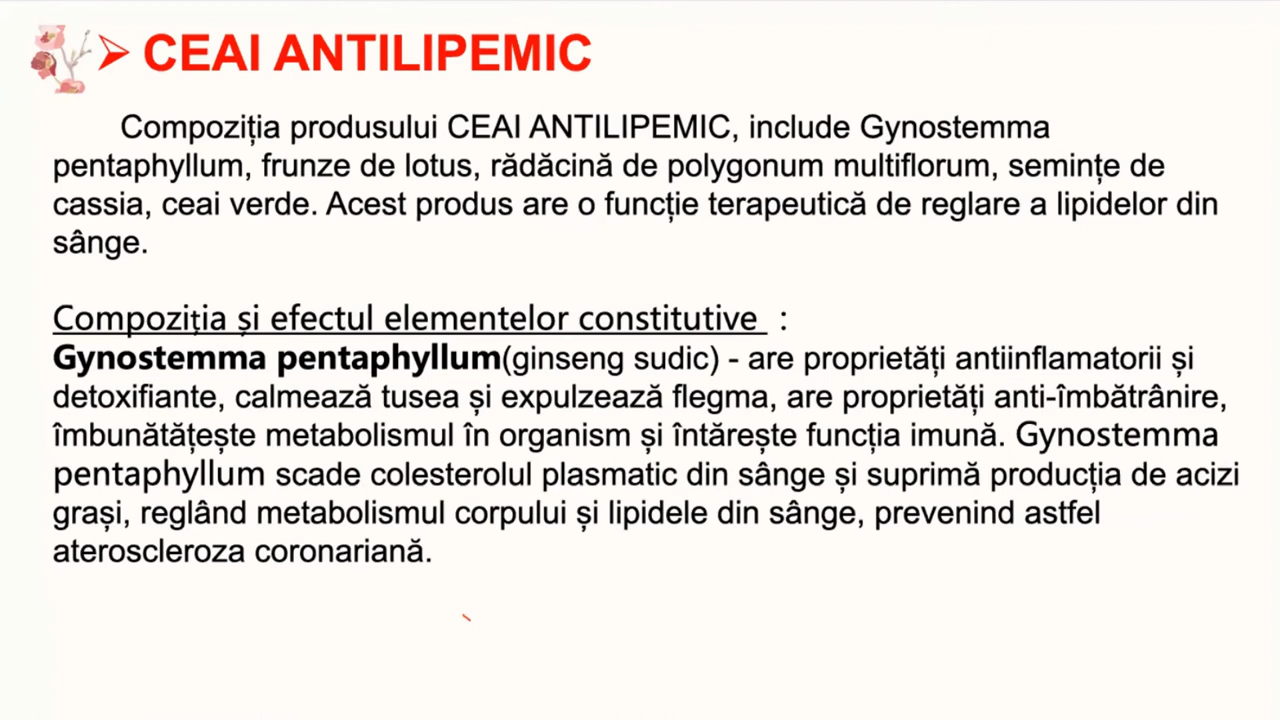 CEAI ANTILIPEMIC
Compoziția produsului CEAI ANTILIPEMIC, include Gynostemma
pentaphyllum, frunze de lotus, rădăcină de polygonum multiflorum, semințe de
cassia, ceai verde. Acest produs are o funcție terapeutică de reglare a lipidelor din
sânge.
Compoziția și efectul elementelor constitutive :
Gynostemma pentaphyllum(ginseng sudic) - are proprietăți antiinflamatorii și
detoxifiante, calmează tusea și expulzează flegma, are proprietăți anti-îmbătrânire,
îmbunătățește metabolismul în organism și întărește funcția imună. Gynostemma
pentaphyllum scade colesterolul plasmatic din sânge și suprimă producția de acizi
grași, reglând metabolismul corpului și lipidele din sânge, prevenind astfel
ateroscleroza coronariană.